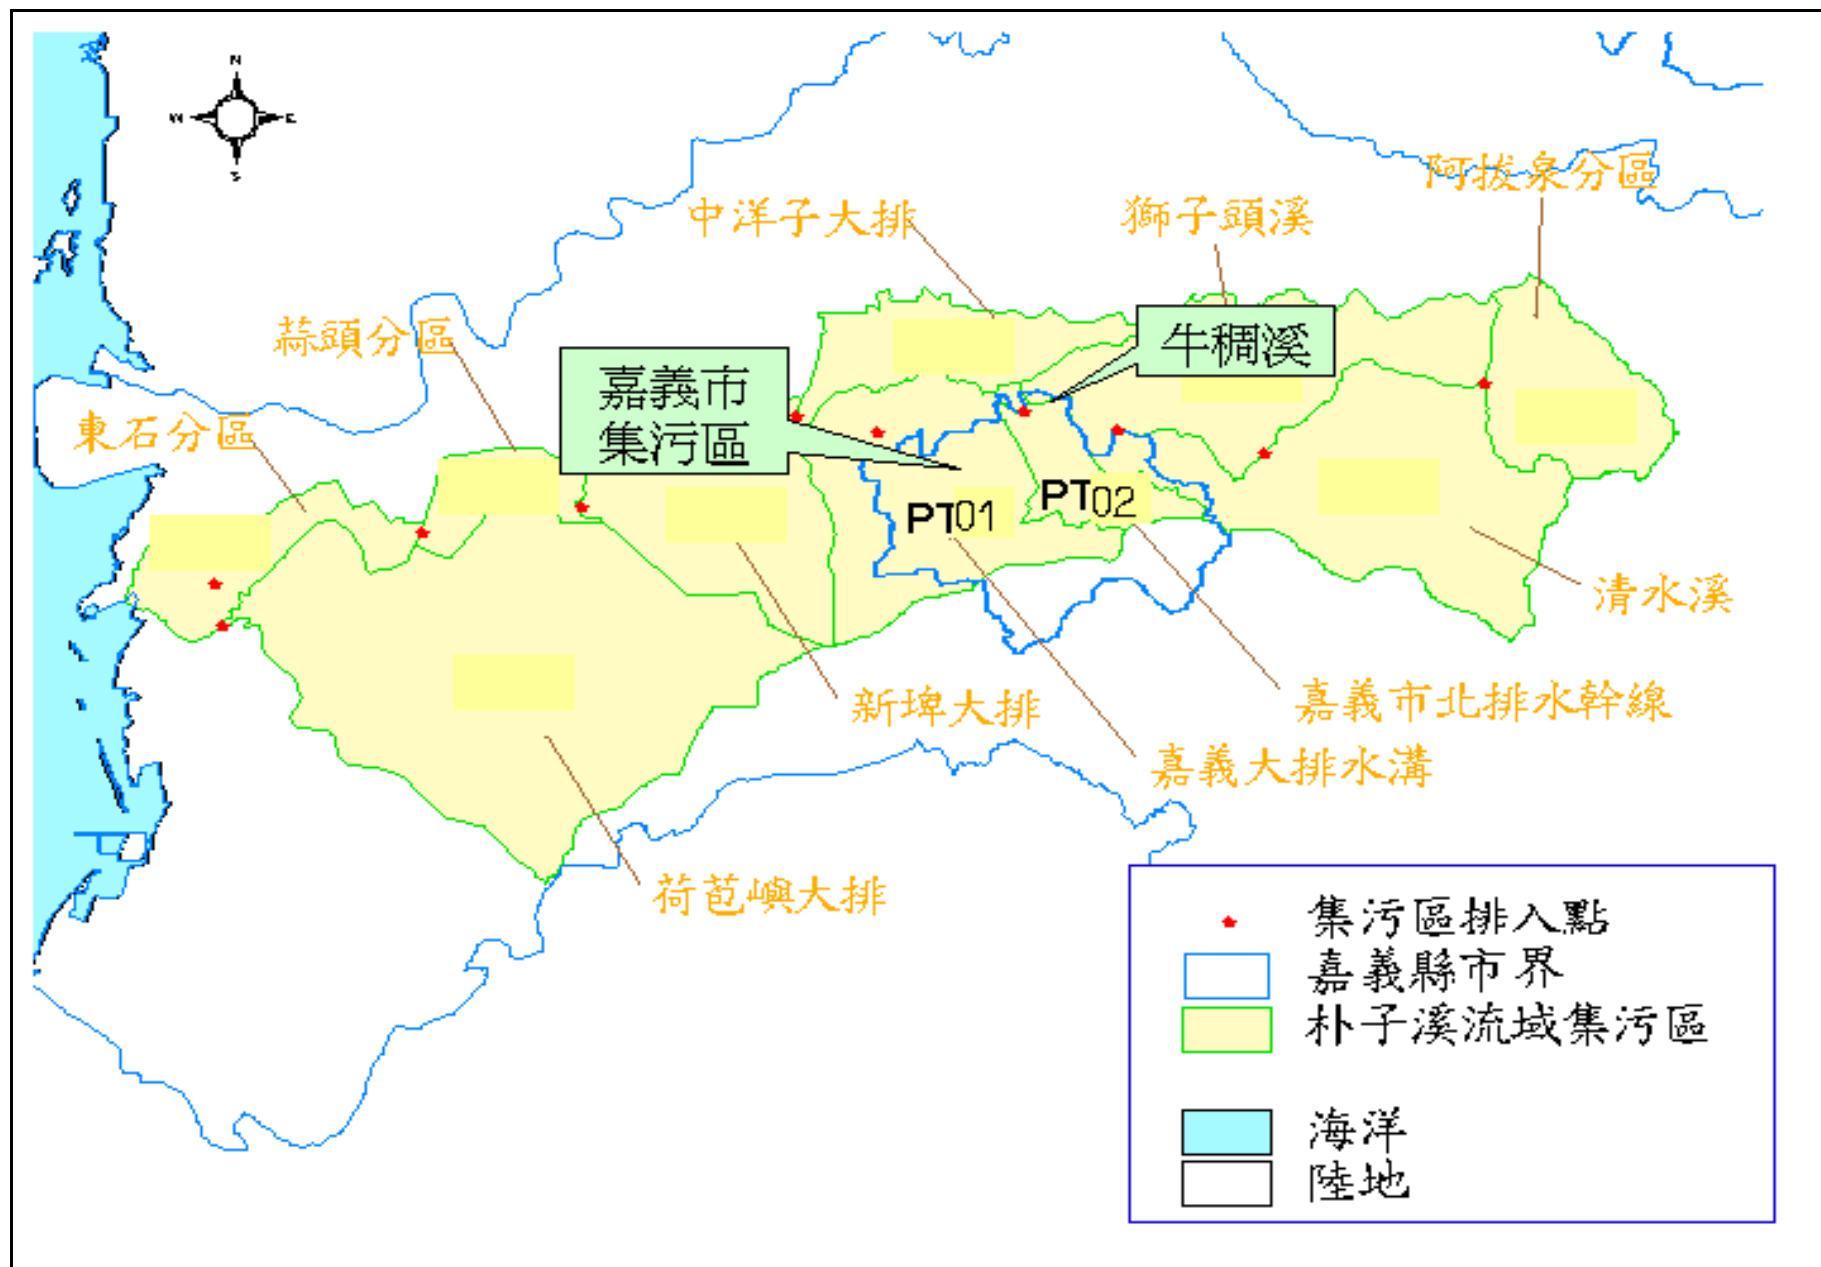 N
W
E
S
阿拔泉分區
中洋子大排
獅子頭溪
蒜頭分區
牛稠溪
嘉義市
集污區
東石分區
PT01
PT02
清水溪
新埤大排
嘉義市北排水幹線
嘉義大排水溝
荷苞嶼大排
集污區排入點
嘉義縣市界
朴子溪流域集污區
海洋
陸地